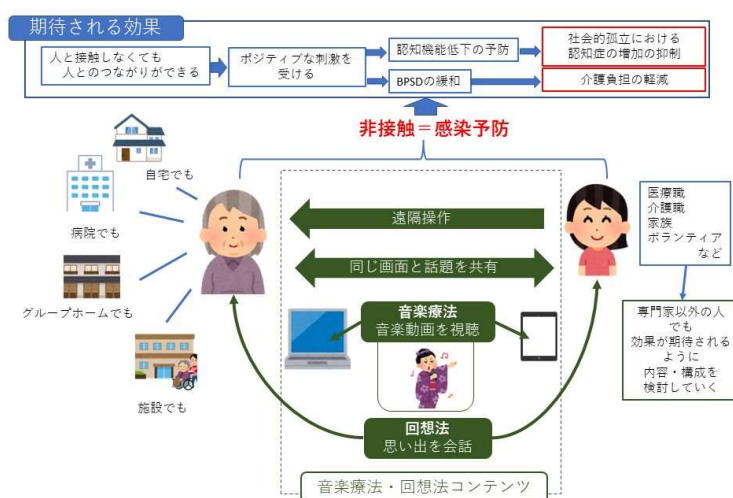 期待される効果
人と接触しなくても
人とのつながりができる
ポジティブな刺激を
受ける
認知機能低下の予防
社会的孤立における
認知症の増加の抑制
BPSDの緩和
介護負担の軽減
非接触＝感染予防
自宅でも
病院でも
グループホームでも
施設でも
遠隔操作
同じ画面と話題を共有
音楽療法
音楽動画を視聴
回想法
思い出を会話
音楽療法・回想法コンテンツ
医療職
介護職
家族
ボランティア
など
専門家以外の人
でも
効果が期待される
ように
内容・構成を
検討していく